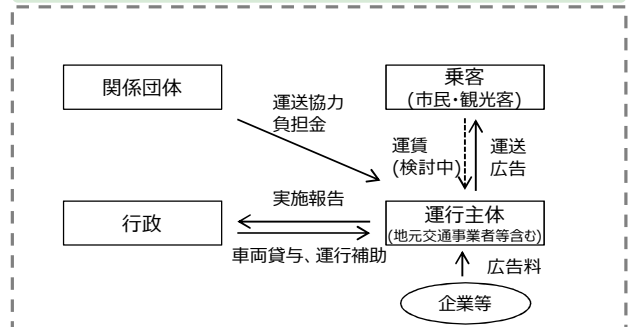 関係団体
乗客
(市民・観光客)
運送協力
負担金
運賃
(検討中)
運送
広告
実施報告
行政
運行主体
(地元交通事業者等含む)
車両貸与、運行補助
広告料
企業等